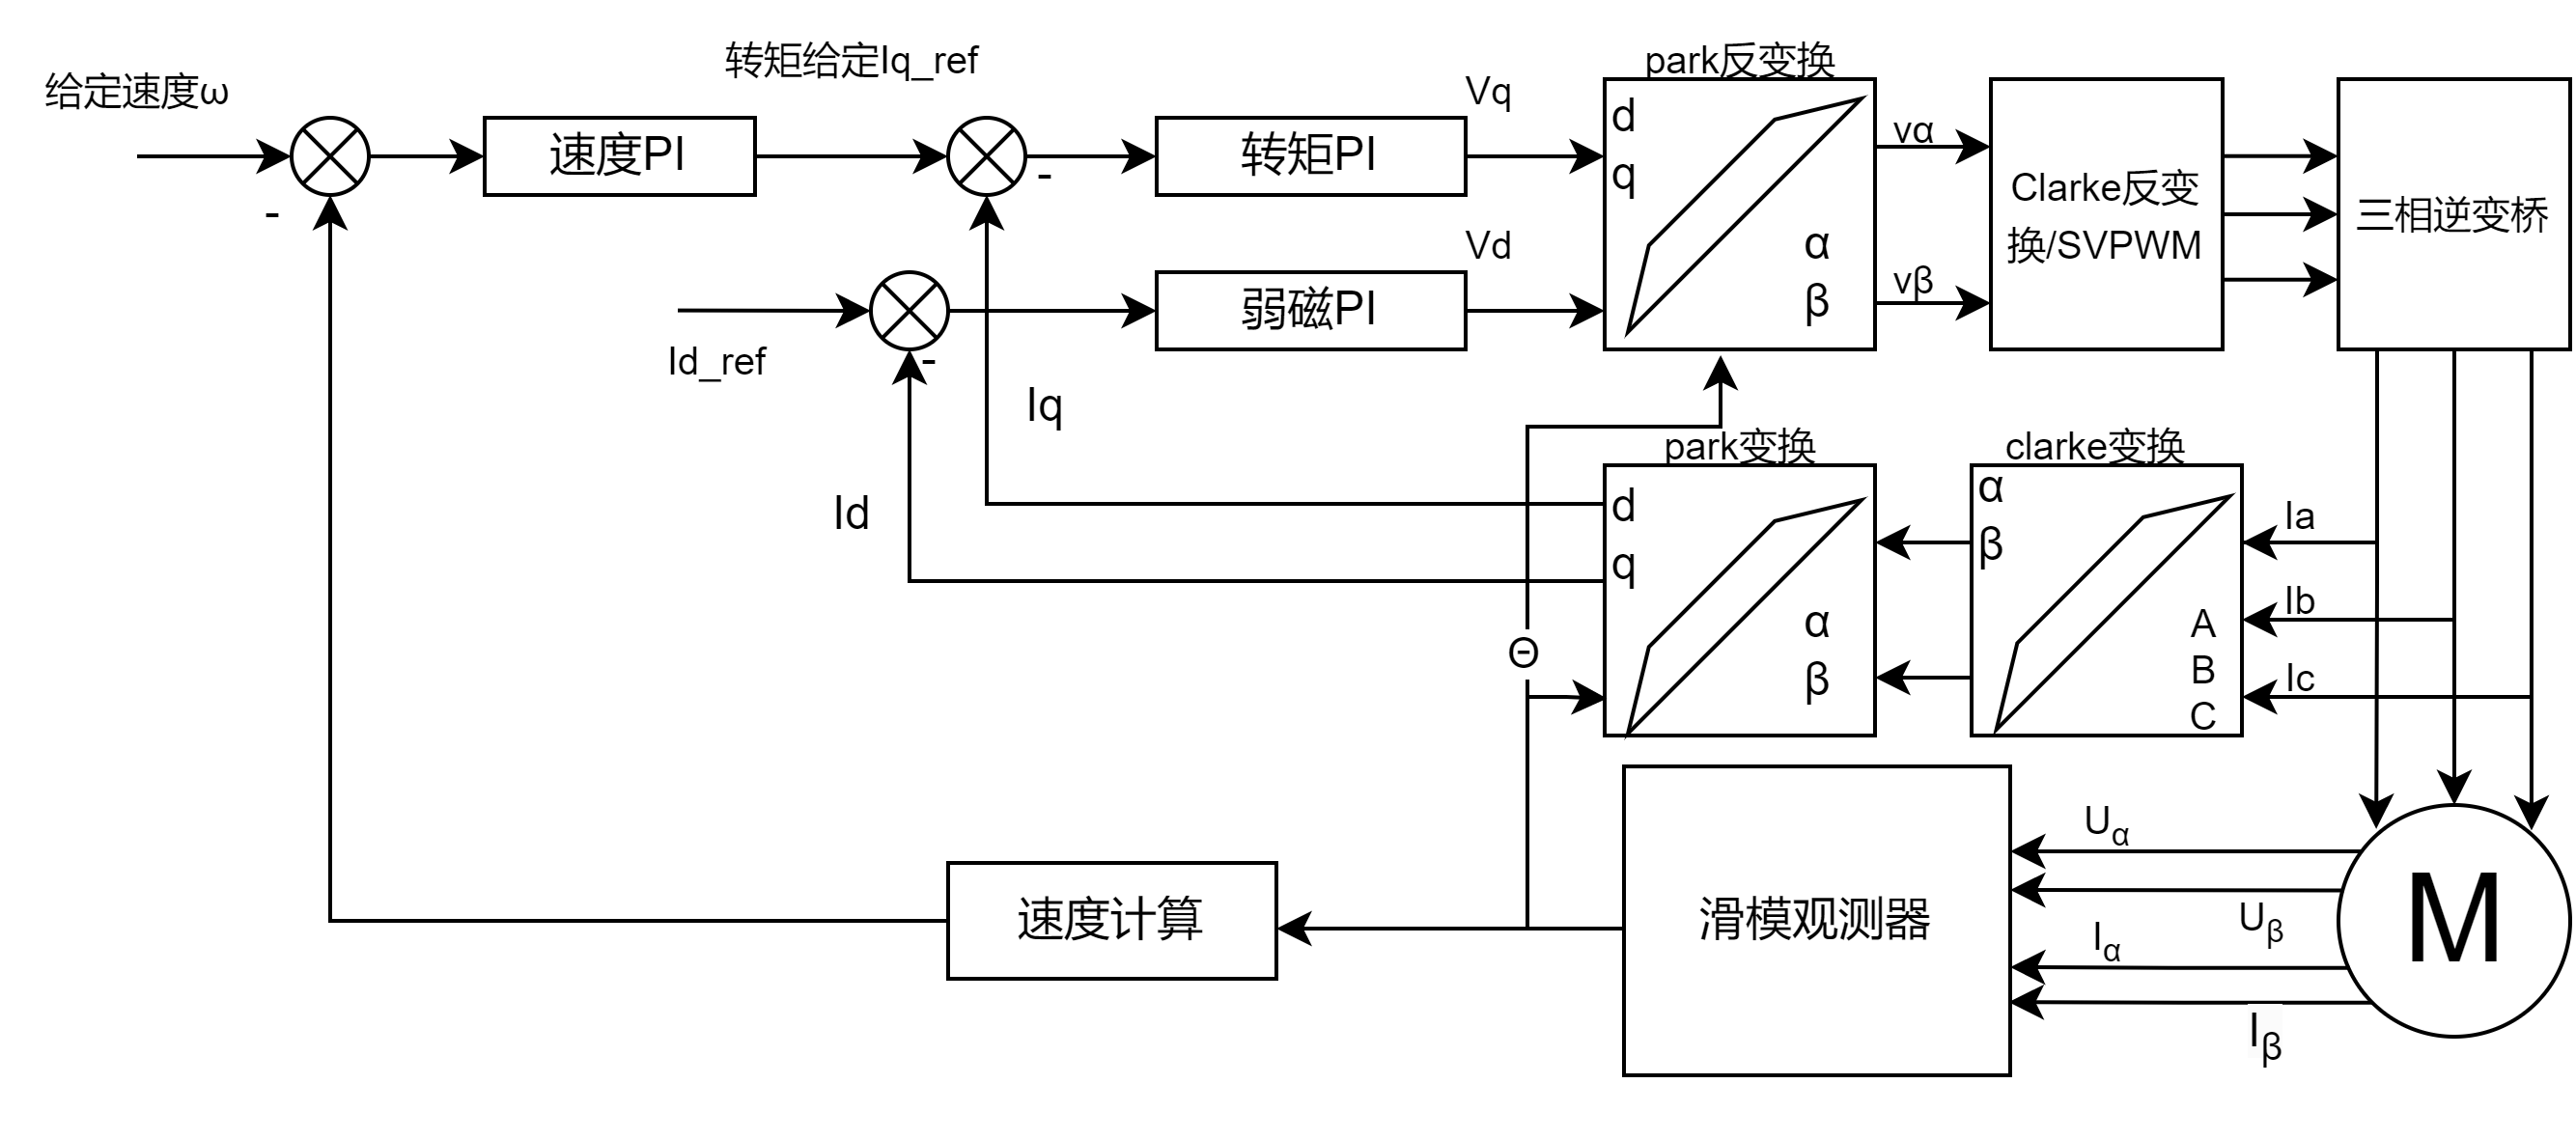 转矩给定Iq_ref
park反变换
给定速度ω
Vq
d
q
vα
速度PI
转矩PI
-
-
Clarke反变
换/SVPWM
三相逆变桥
Vd
α
β
vβ
弱磁PI
Id_ref
-
Iq
park变换
clarke变换
Id
d
q
α
β
Ia
Ib
Ic
α
β
A
B
C
Θ
Uα
Uβ
Iα
Iβ
速度计算
滑模观测器
M